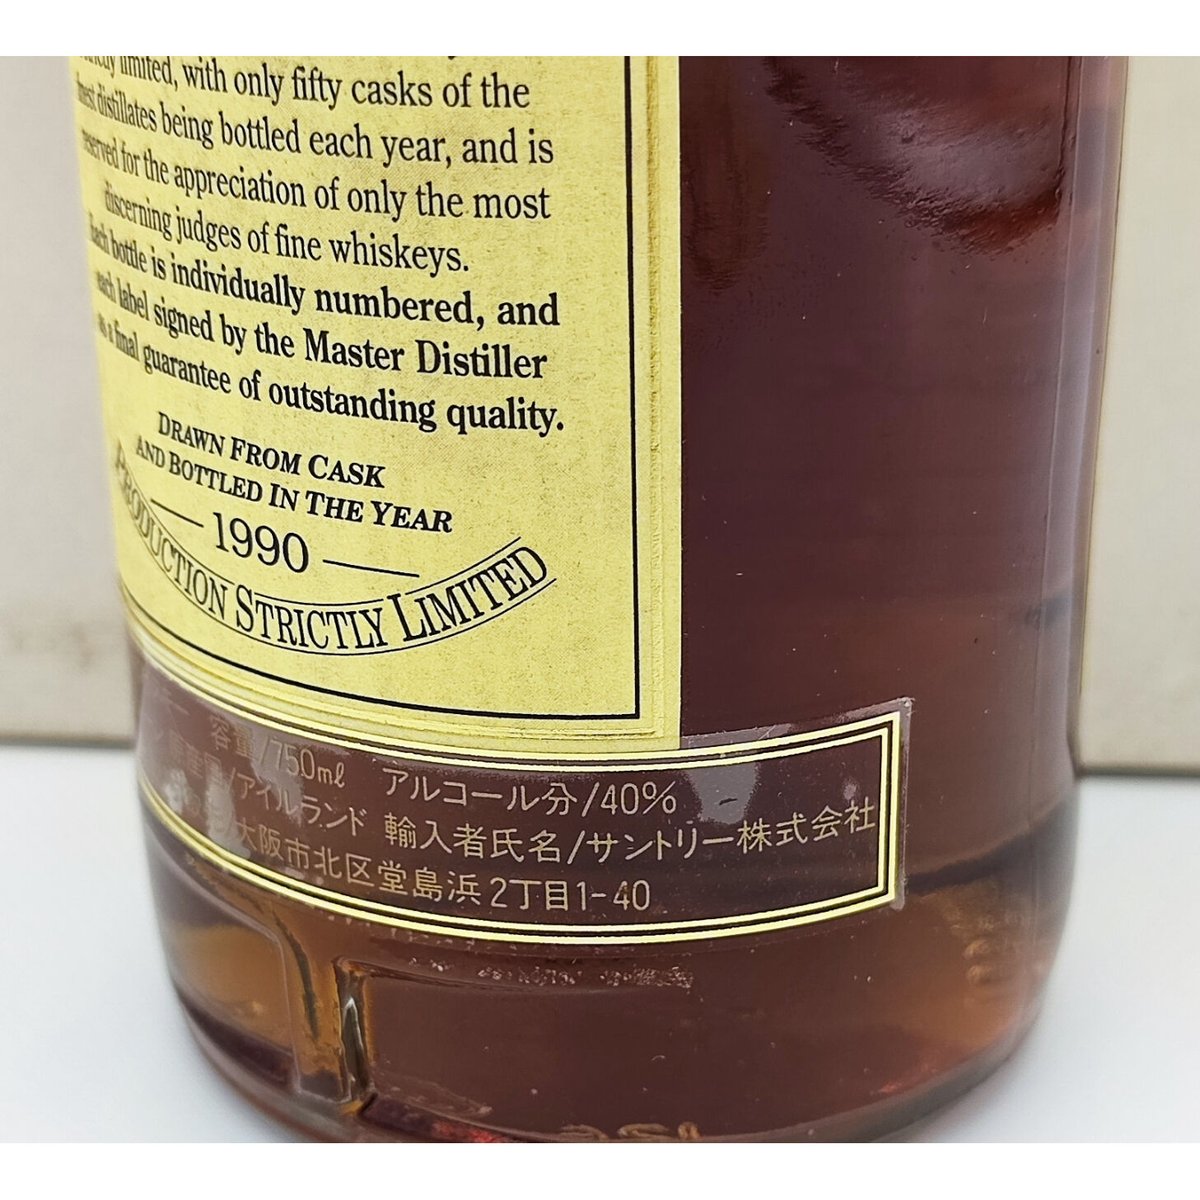 limited, with only fifty casks of the
distillates being bottled each year, and is
reserved for the appreciation of only the most
discerning judges of fine whiskeys.
Each bottle is individually numbered, and
each label signed by the Master Distiller
as a final guarantee of outstanding quality.
DRAWN FROM CASK
AND BOTTLED IN THE YEAR
1990
PRODUCTION STRICTLY LIMITED
容量/750ml アルコール分/40%
/アイルランド 輸入者氏名/サントリー株式会社
大阪市北区堂島浜2丁目1-40